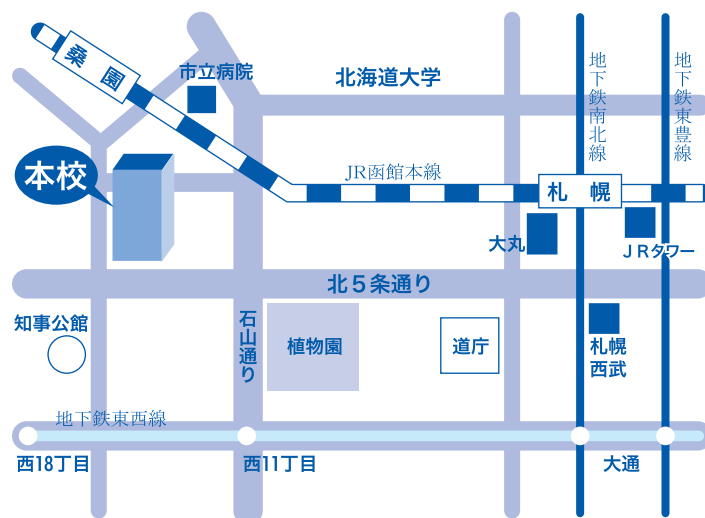 桑園
市立病院
北海道大学
地下鉄南北線
地下鉄東豊線
本校
JR函館本線
札幌
大丸
JRタワー
北5条通り
知事公館
石山通り
植物園
道庁
札幌
西武
地下鉄東西線
西18丁目
西11丁目
大通